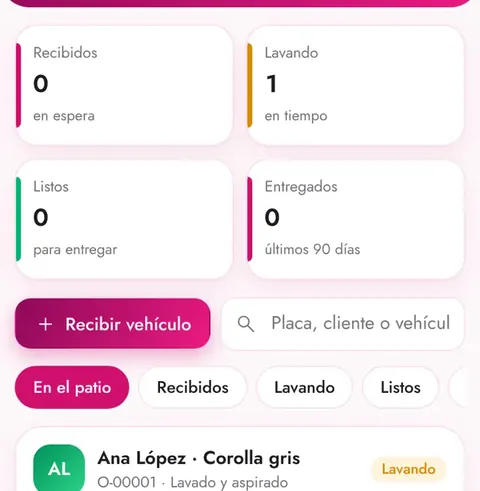 Recibidos
0
en espera
Lavando
1
en tiempo
Listos
0
para entregar
Entregados
0
últimos 90 días
+ Recibir vehículo
Placa, cliente o vehícul
En el patio
Recibidos
Lavando
Listos
AL
Ana López · Corolla gris
O-00001 · Lavado y aspirado
Lavando